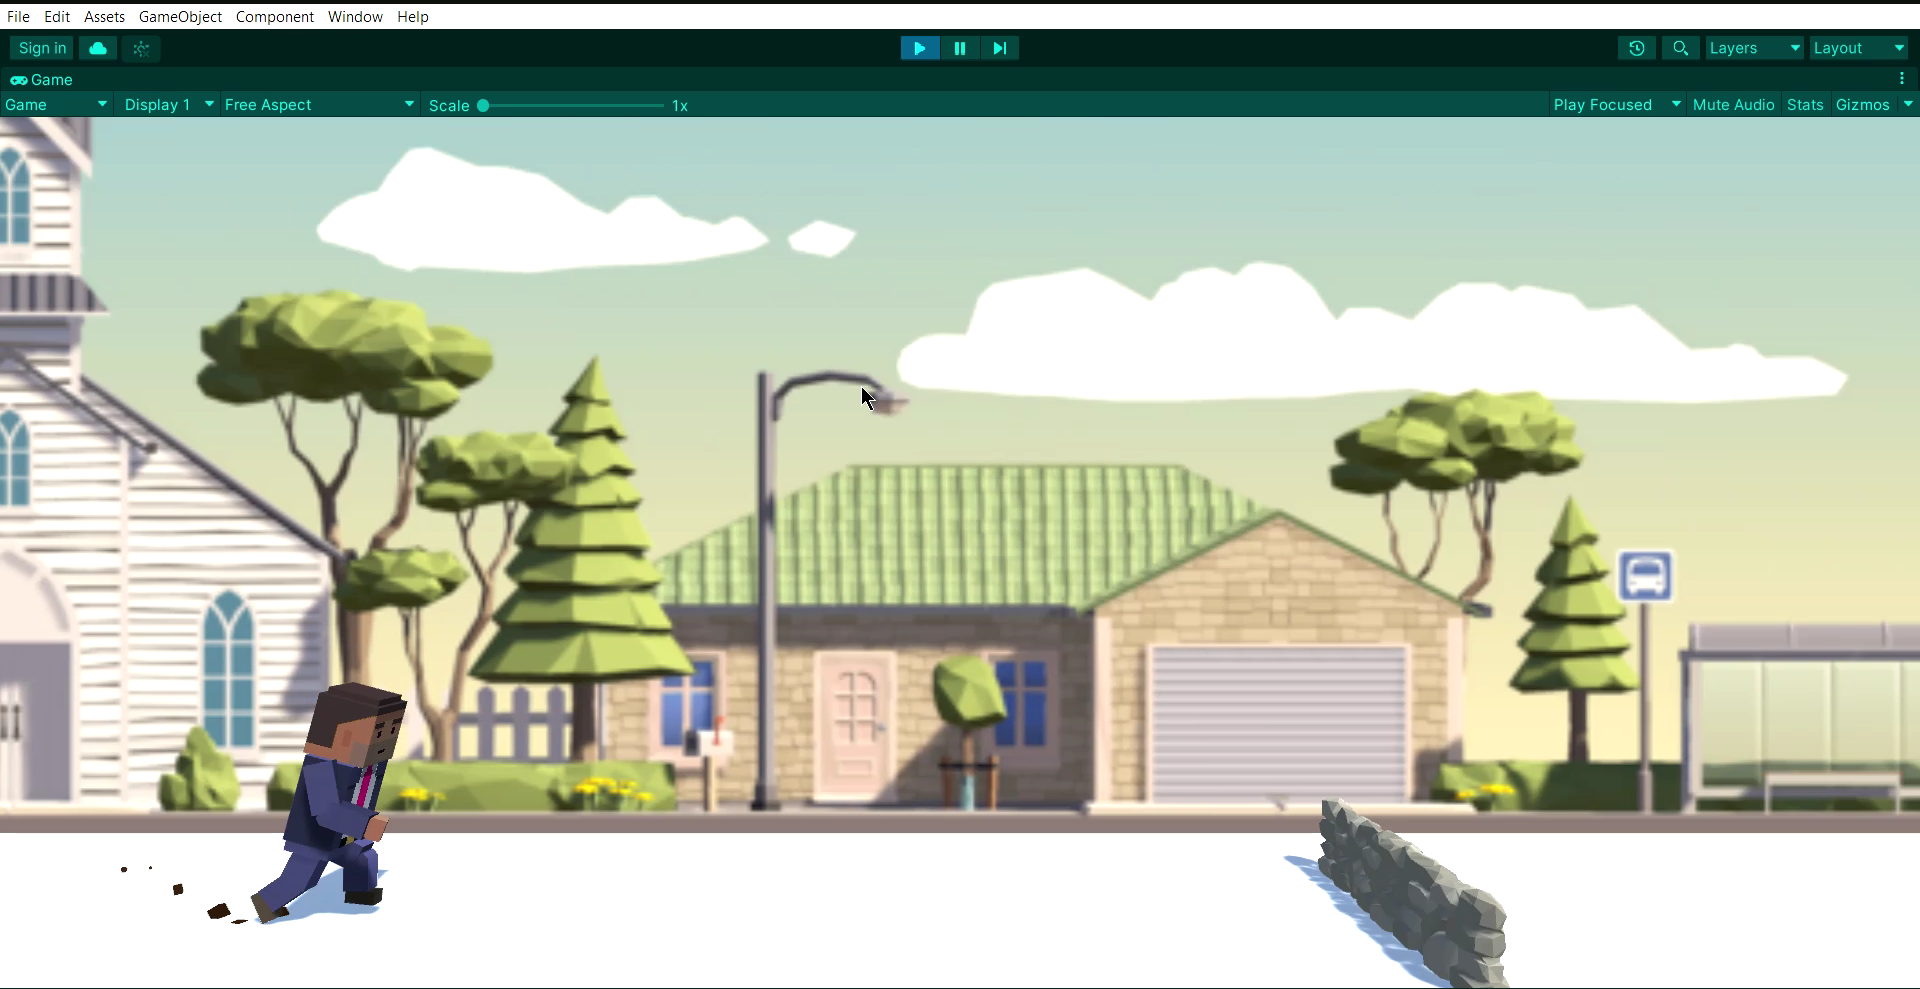 File Edit Assets GameObject Component Window Help
Sign in Layers Layout
Game
Game Display 1 Free Aspect Scale 1x Play Focused Mute Audio Stats Gizmos